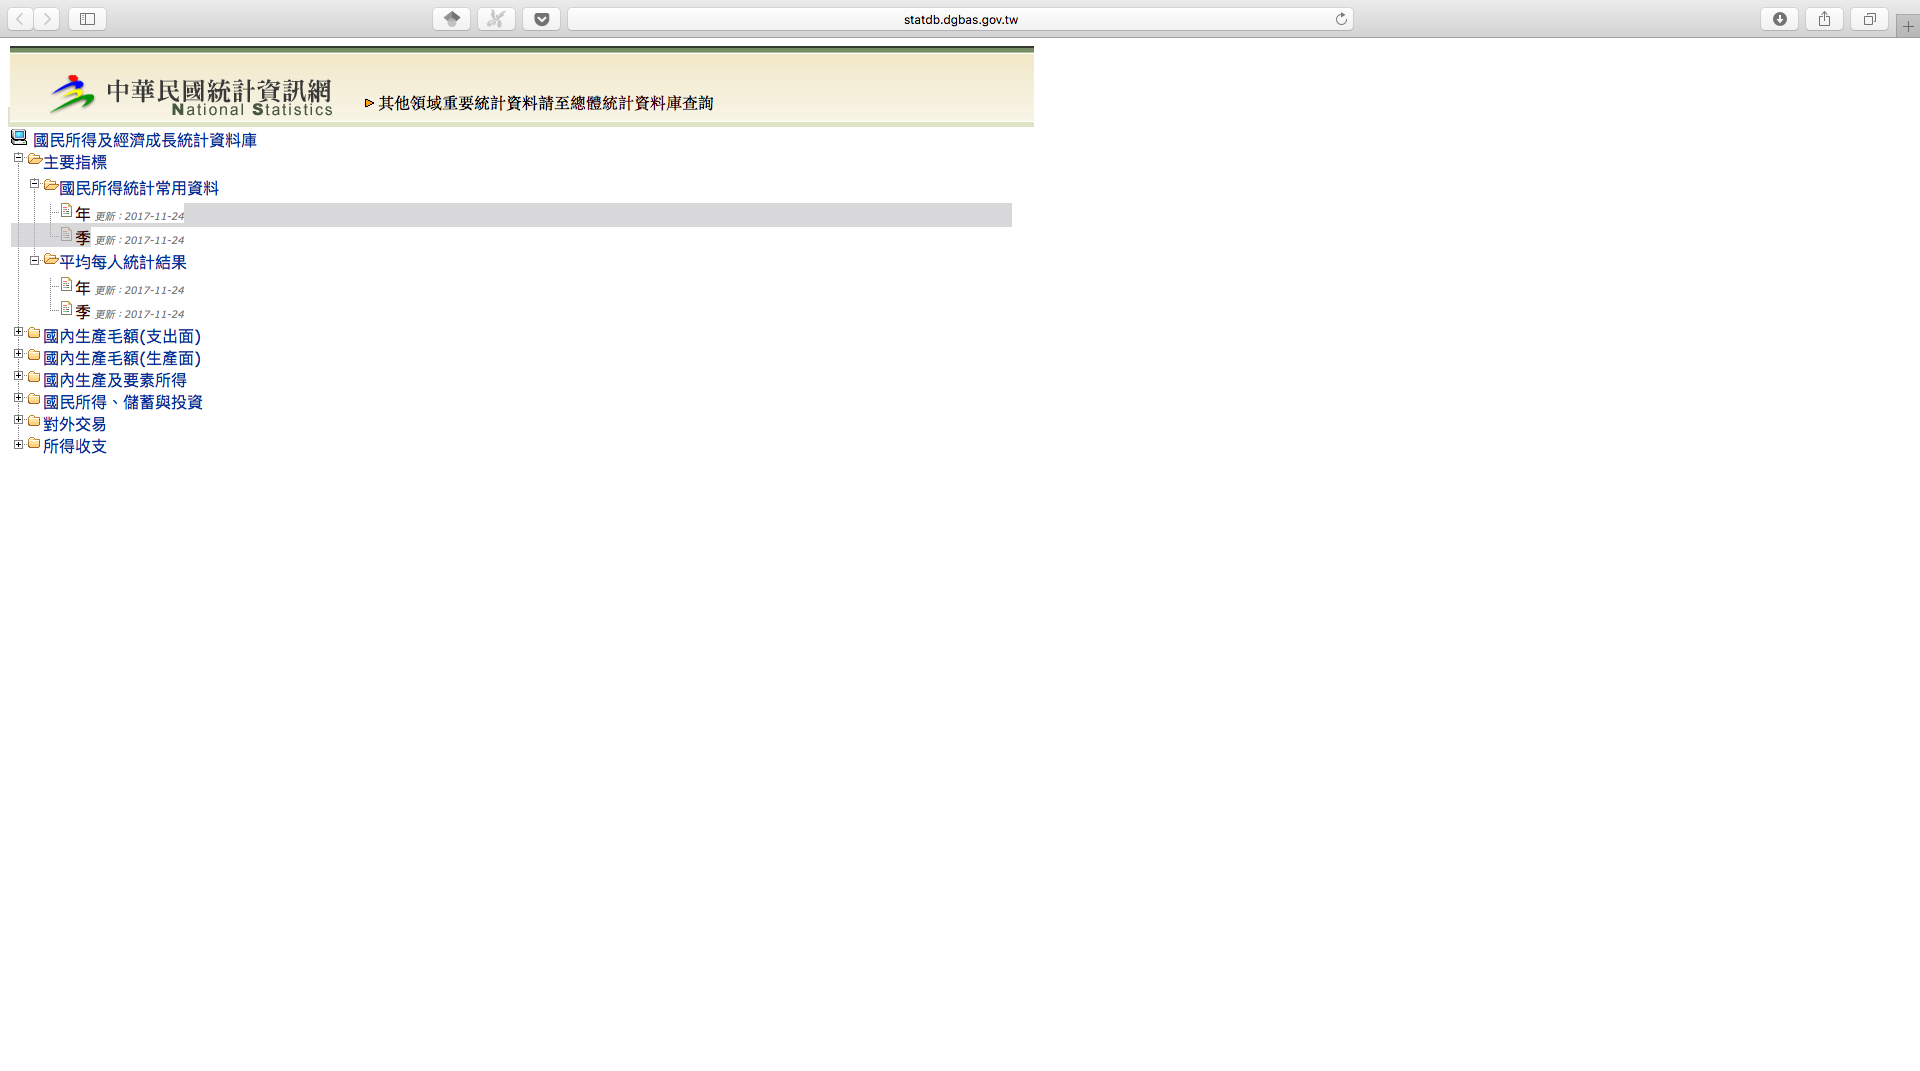 statdb.dgbas.gov.tw
中華民國統計資訊網
National Statistics
其他領域重要統計資料請至總體統計資料庫查詢
國民所得及經濟成長統計資料庫
主要指標
國民所得統計常用資料
年 更新：2017-11-24
季 更新：2017-11-24
平均每人統計結果
年 更新：2017-11-24
季 更新：2017-11-24
國內生產毛額(支出面)
國內生產毛額(生產面)
國內生產及要素所得
國民所得、儲蓄與投資
對外交易
所得收支